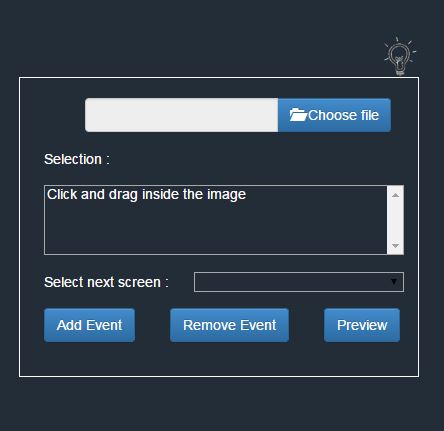 Choose file
Selection :
Click and drag inside the image
Select next screen :
Add Event Remove Event Preview